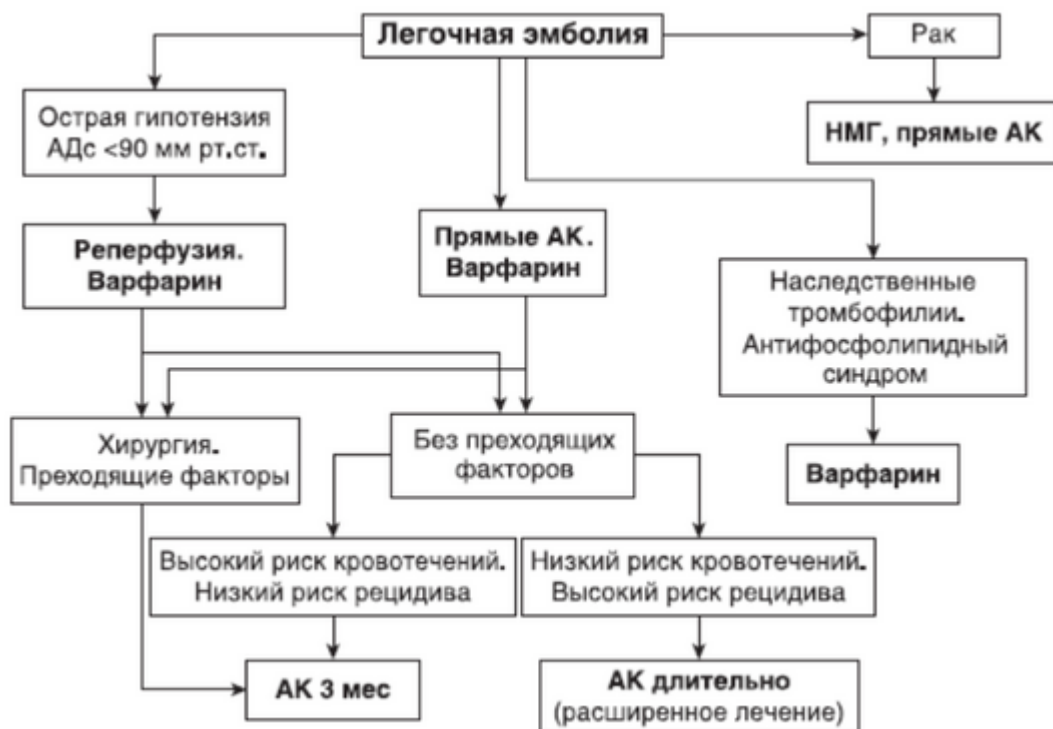 Легочная эмболия
Рак
Острая гипотензия
АДс <90 мм рт.ст.
НМГ, прямые АК
Реперфузия.
Варфарин
Прямые АК.
Варфарин
Наследственные
тромбофилии.
Антифосфолипидный
синдром
Хирургия.
Преходящие факторы
Без преходящих
факторов
Варфарин
Высокий риск кровотечений.
Низкий риск рецидива
Низкий риск кровотечений.
Высокий риск рецидива
АК 3 мес
АК длительно
(расширенное лечение)